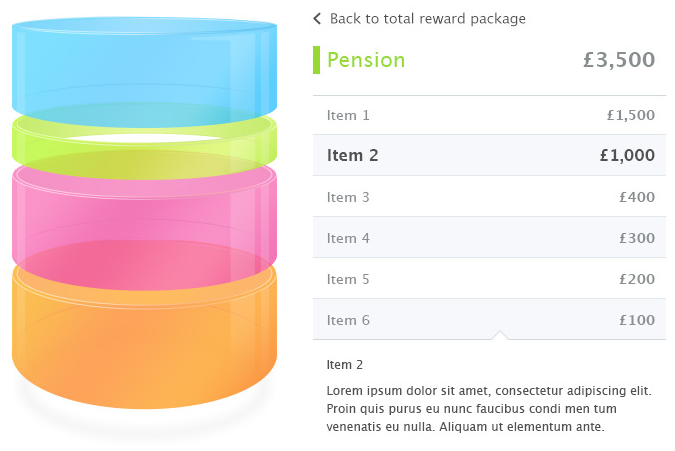 Back to total reward package
Pension £3,500
Item 1 £1,500
Item 2 £1,000
Item 3 £400
Item 4 £300
Item 5 £200
Item 6 £100
Item 2
Lorem ipsum dolor sit amet, consectetur adipiscing elit.
Proin quis purus eu nunc faucibus condi men tum
venenatis eu nulla. Aliquam ut elementum ante.